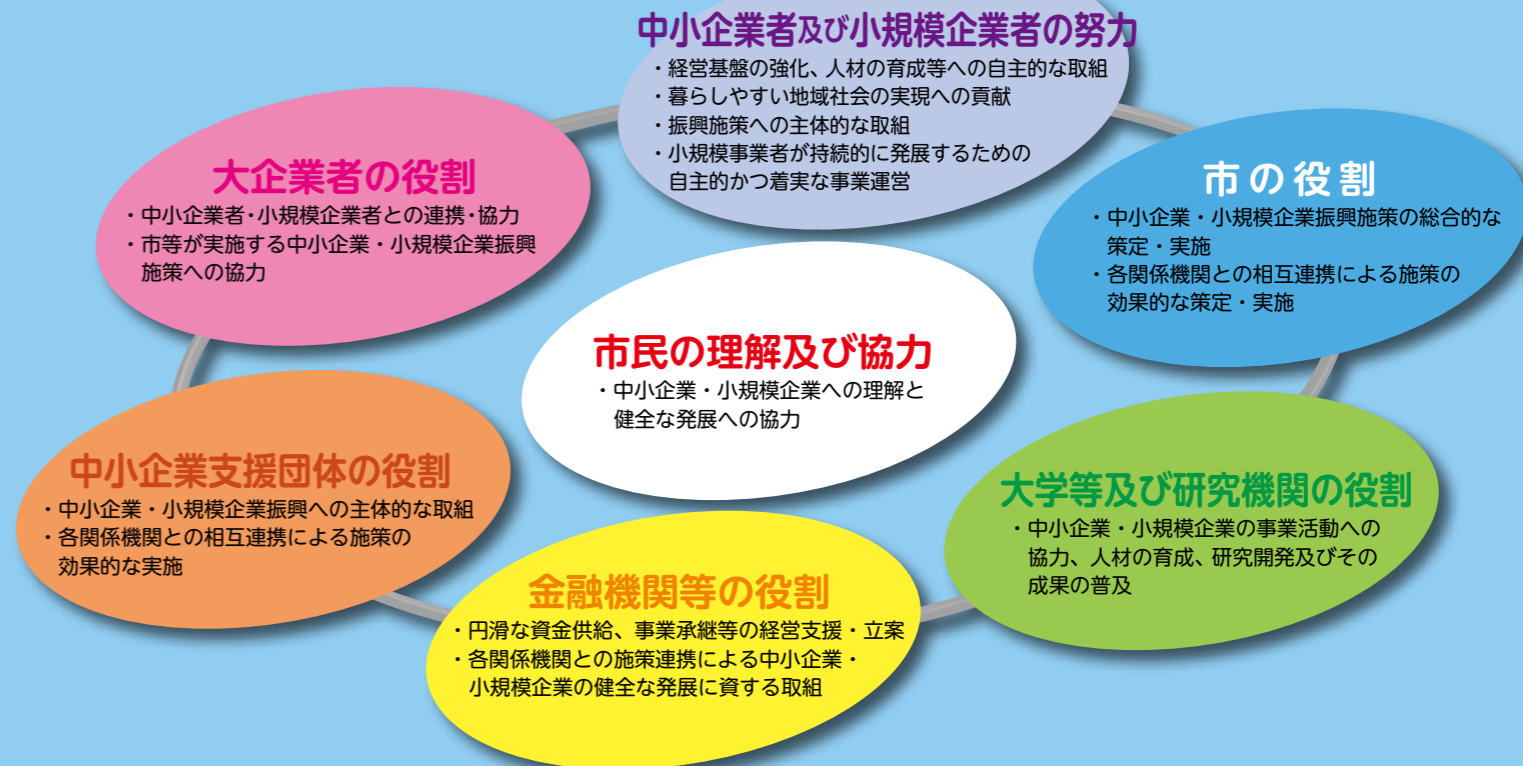 中小企業者及び小規模企業者の努力
・経営基盤の強化、人材の育成等への自主的な取組
・暮らしやすい地域社会の実現への貢献
・振興施策への主体的な取組
・小規模事業者が持続的に発展するための
自主的かつ着実な事業運営
大企業者の役割
・中小企業者・小規模企業者との連携・協力
・市等が実施する中小企業・小規模企業振興
施策への協力
市の役割
・中小企業・小規模企業振興施策の総合的な
策定・実施
・各関係機関との相互連携による施策の
効果的な策定・実施
市民の理解及び協力
・中小企業・小規模企業への理解と
健全な発展への協力
中小企業支援団体の役割
・中小企業・小規模企業振興への主体的な取組
・各関係機関との相互連携による施策の
効果的な実施
大学等及び研究機関の役割
・中小企業・小規模企業の事業活動への
協力、人材の育成、研究開発及びその
成果の普及
金融機関等の役割
・円滑な資金供給、事業承継等の経営支援・立案
・各関係機関との施策連携による中小企業・
小規模企業の健全な発展に資する取組